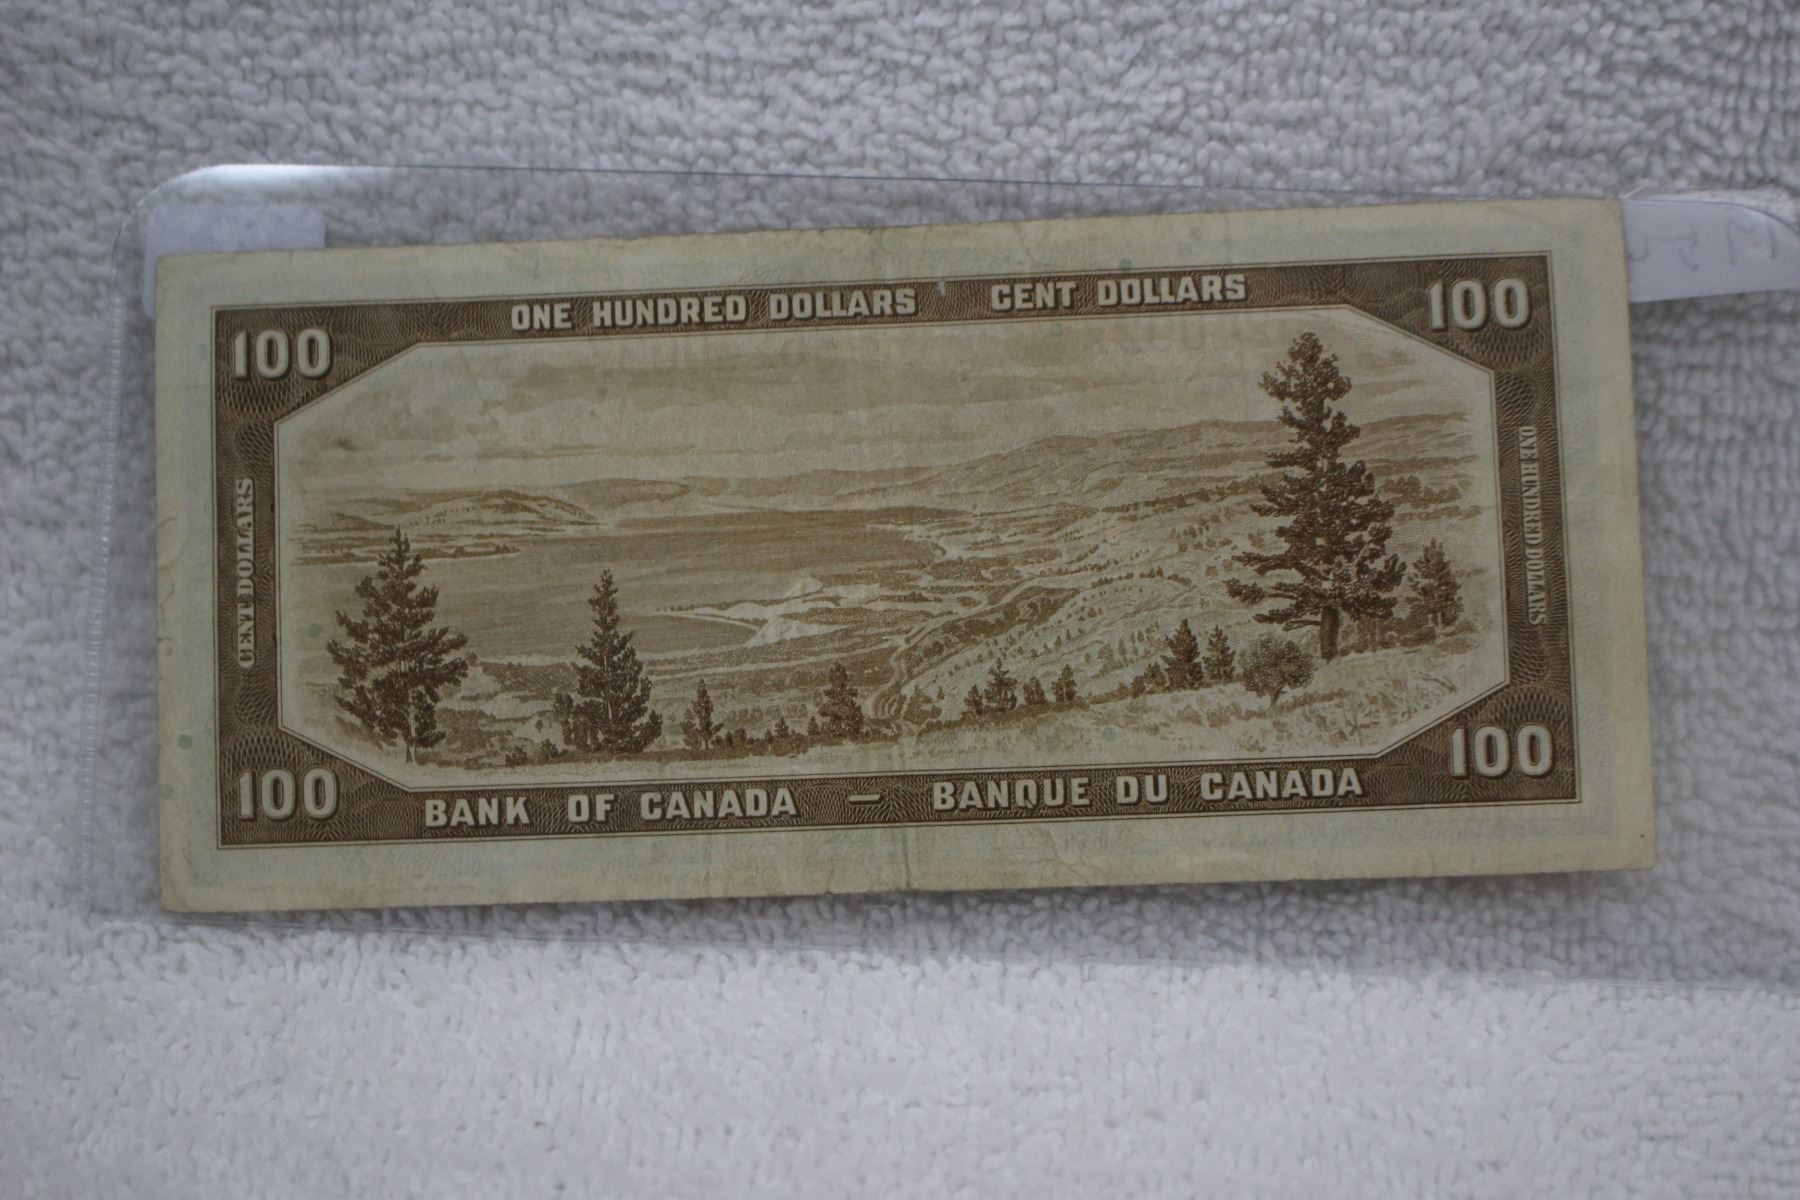 ONE HUNDRED DOLLARS CENT DOLLARS
100
100
CENT DOLLARS
ONE HUNDRED DOLLARS
100
100
BANK OF CANADA — BANQUE DU CANADA